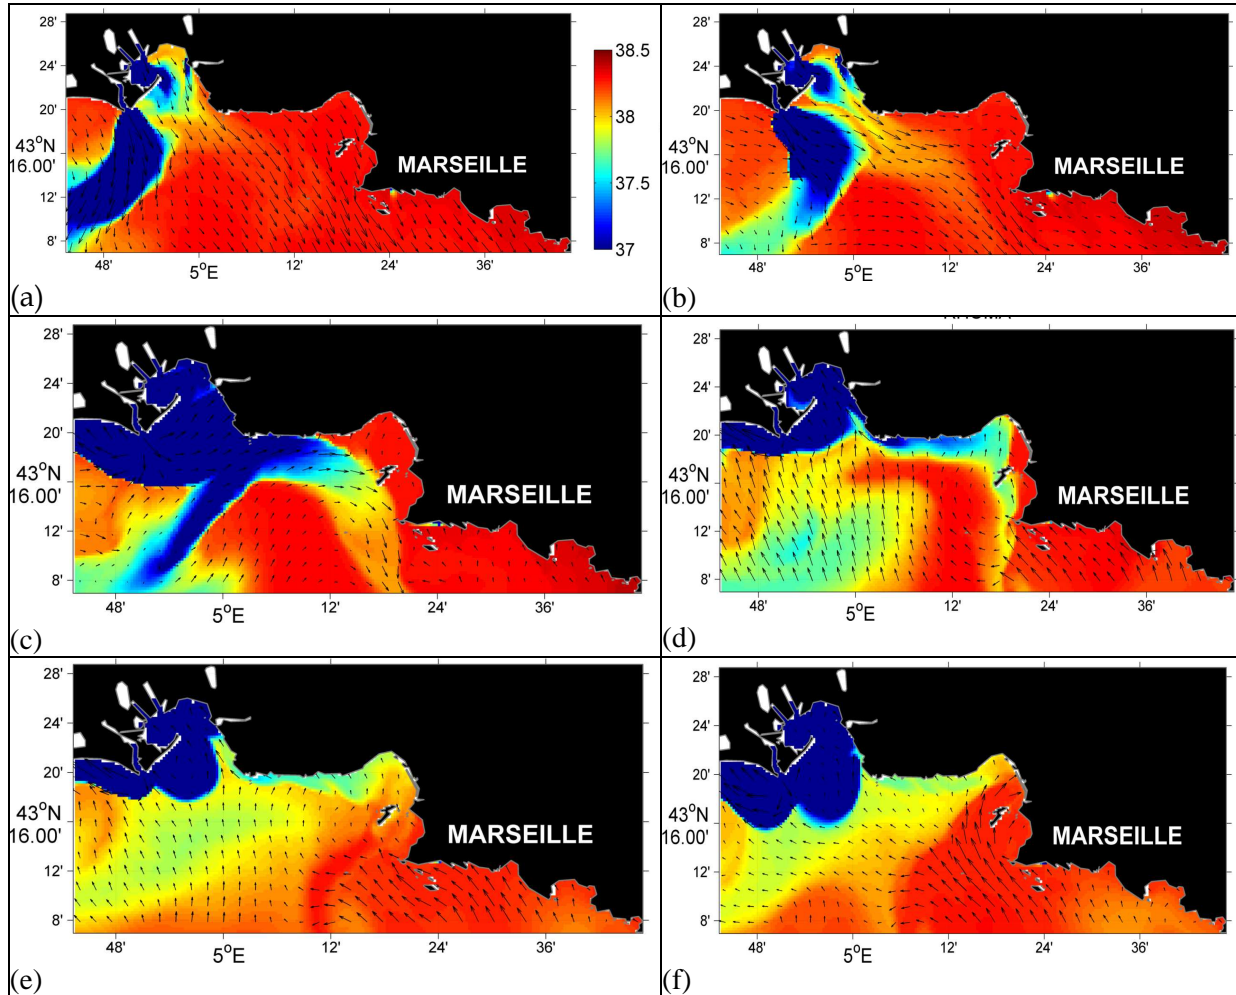 28'
24'
20'
43°N
16.00'
12'
8'
MARSEILLE
38.5
38
37.5
37
48' 5°E 12' 24' 36'
(a)
28'
24'
20'
43°N
16.00'
12'
8'
MARSEILLE
48' 5°E 12' 24' 36'
(b)
28'
24'
20'
43°N
16.00'
12'
8'
MARSEILLE
48' 5°E 12' 24' 36'
(c)
28'
24'
20'
43°N
16.00'
12'
8'
MARSEILLE
48' 5°E 12' 24' 36'
(d)
28'
24'
20'
43°N
16.00'
12'
8'
MARSEILLE
48' 5°E 12' 24' 36'
(e)
28'
24'
20'
43°N
16.00'
12'
8'
MARSEILLE
48' 5°E 12' 24' 36'
(f)